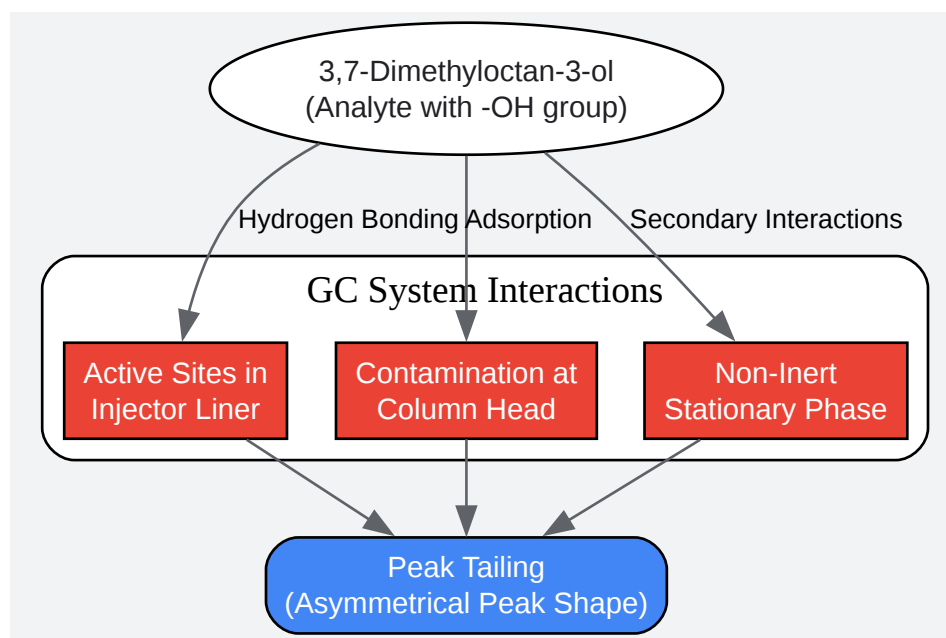 3,7-Dimethyloctan-3-ol
(Analyte with -OH group)
Hydrogen Bonding
Adsorption
Secondary Interactions
GC System Interactions
Active Sites in
Injector Liner
Contamination at
Column Head
Non-Inert
Stationary Phase
Peak Tailing
(Asymmetrical Peak Shape)